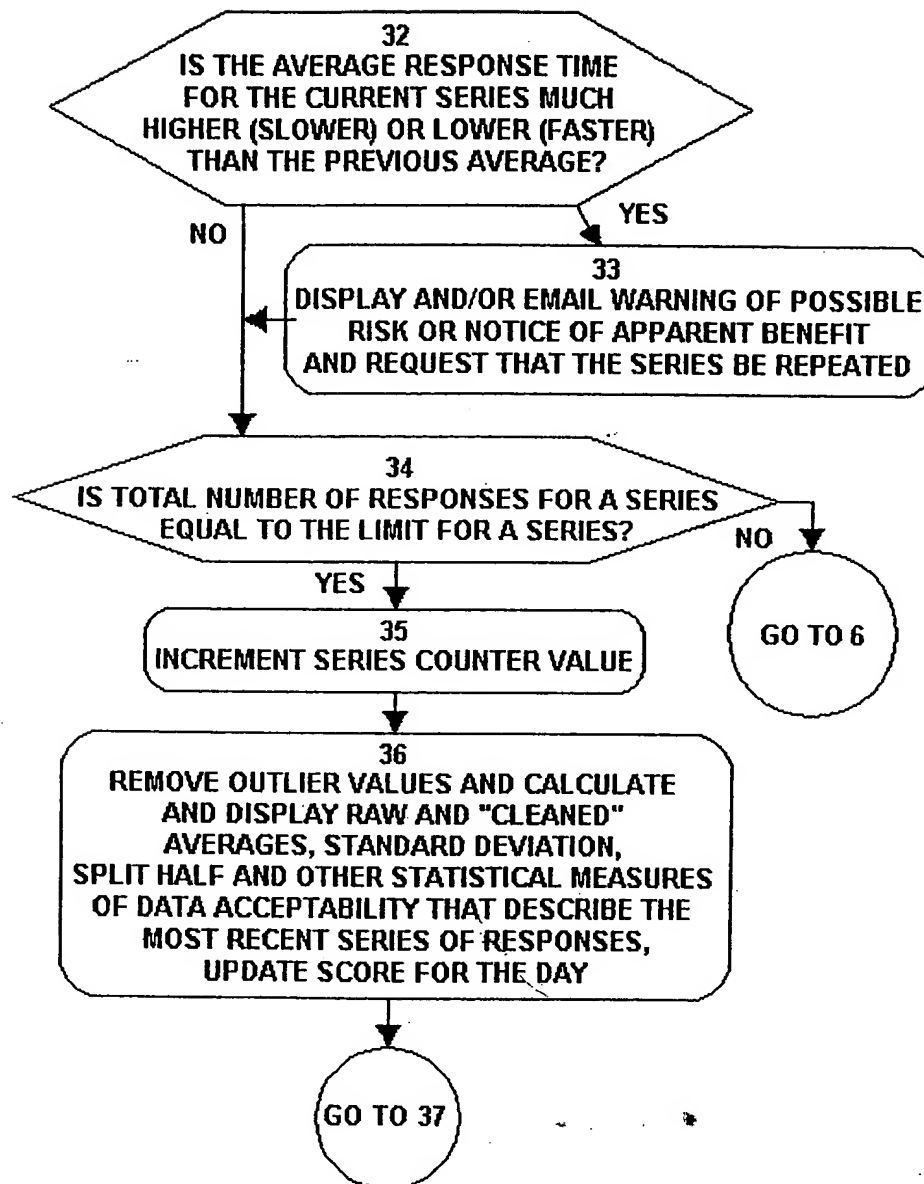 32
IS THE AVERAGE RESPONSE TIME
FOR THE CURRENT SERIES MUCH
HIGHER (SLOWER) OR LOWER (FASTER)
THAN THE PREVIOUS AVERAGE?
NO
YES
33
DISPLAY AND/OR EMAIL WARNING OF POSSIBLE
RISK OR NOTICE OF APPARENT BENEFIT
AND REQUEST THAT THE SERIES BE REPEATED
34
IS TOTAL NUMBER OF RESPONSES FOR A SERIES
EQUAL TO THE LIMIT FOR A SERIES?
NO
YES
GO TO 6
35
INCREMENT SERIES COUNTER VALUE
36
REMOVE OUTLIER VALUES AND CALCULATE
AND DISPLAY RAW AND "CLEANED"
AVERAGES, STANDARD DEVIATION,
SPLIT HALF AND OTHER STATISTICAL MEASURES
OF DATA ACCEPTABILITY THAT DESCRIBE THE
MOST RECENT SERIES OF RESPONSES,
UPDATE SCORE FOR THE DAY
GO TO 37